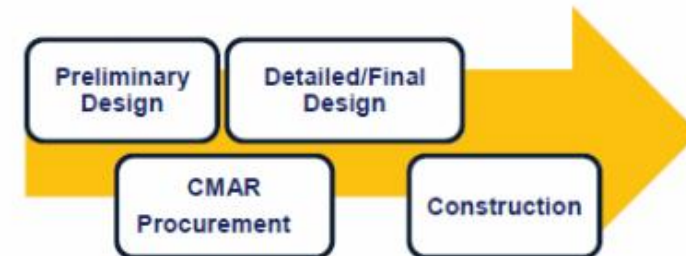 Preliminary
Design
Detailed/Final
Design
CMAR
Procurement
Construction